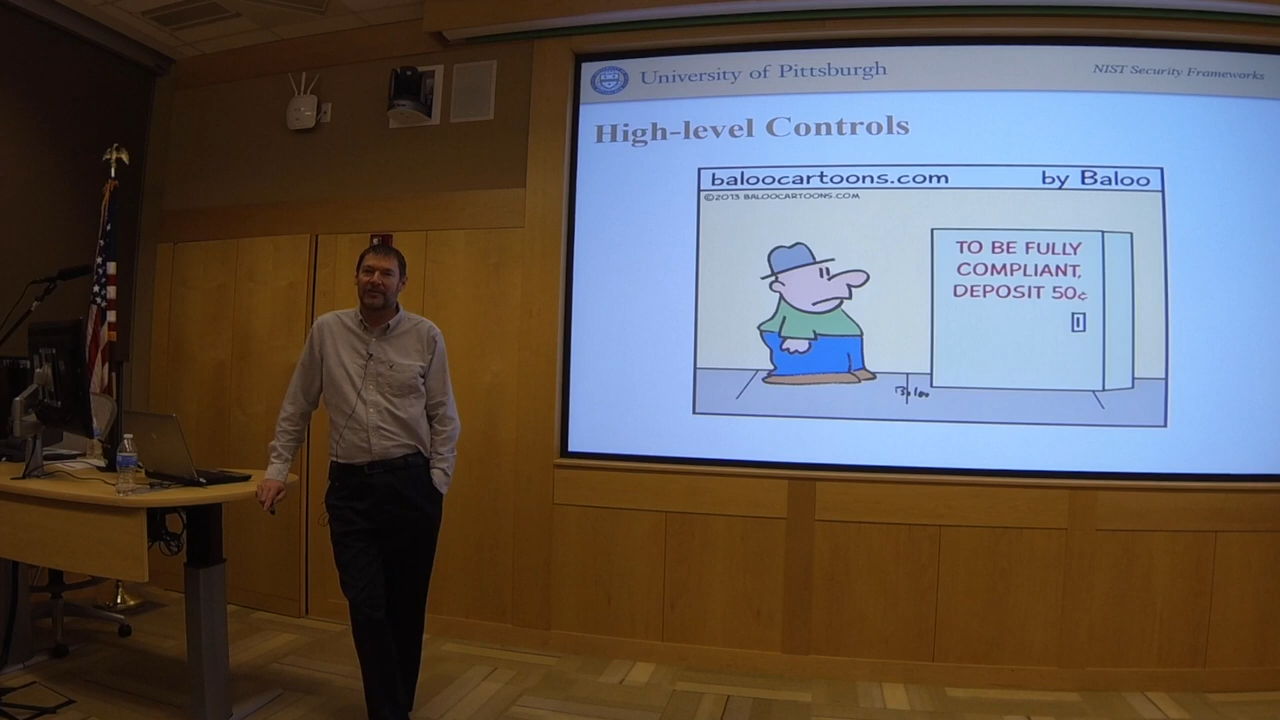 University of Pittsburgh
NIST Security Frameworks
High-level Controls
baloocartoons.com by Baloo
©2013 BALOOCARTOONS.COM
TO BE FULLY
COMPLIANT,
DEPOSIT 50¢
Baloo